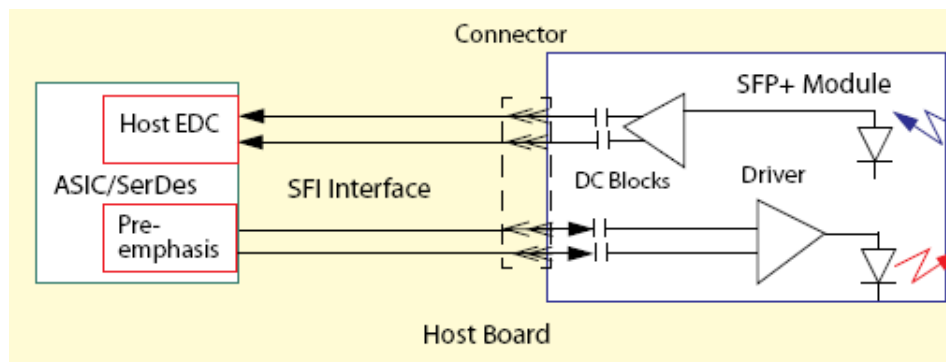 Connector
SFP+ Module
Host EDC
ASIC/SerDes
SFI Interface
DC Blocks
Driver
Pre-
emphasis
Host Board